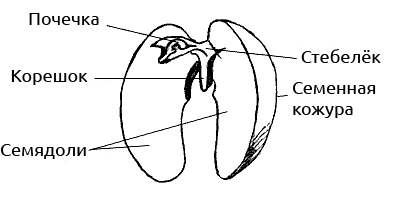 Почечка
Стебелёк
Корешок
Семенная
кожура
Семядоли